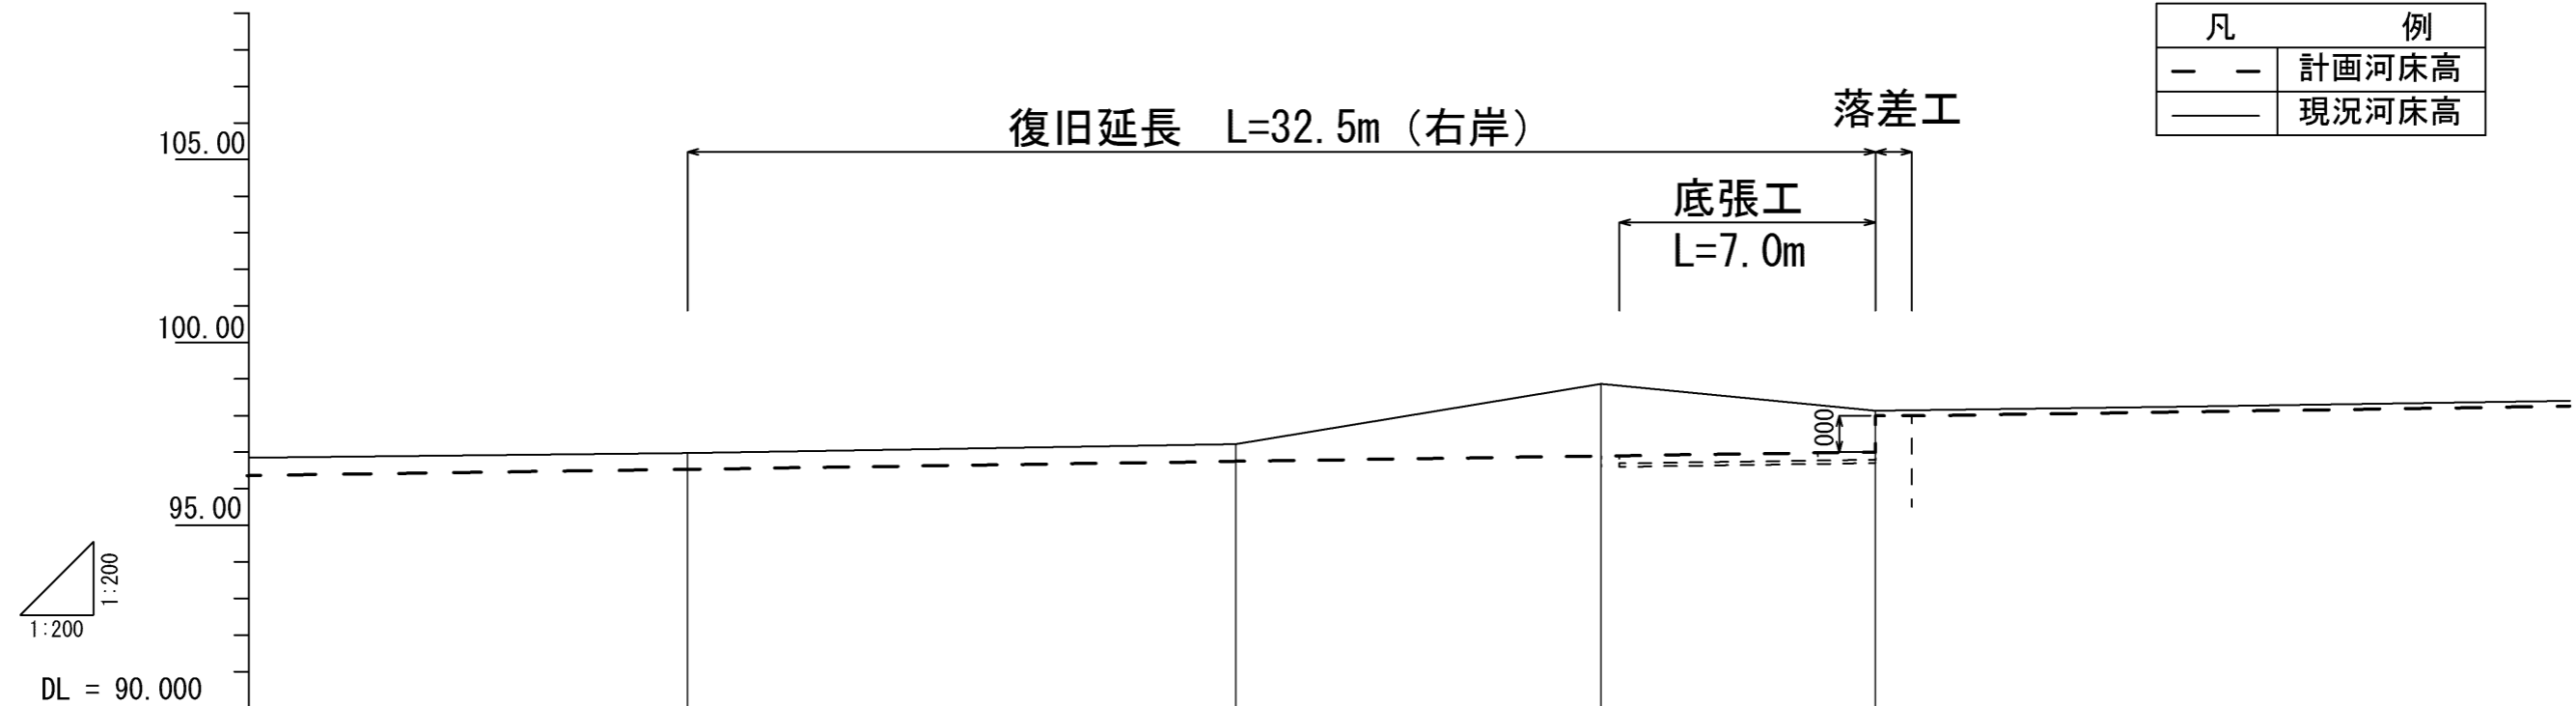 凡 例
計画河床高
現況河床高
落差工
復旧延長 L=32.5m (右岸)
105.00
底張工
L=7.0m
100.00
000
95.00
1:200
1:200
DL = 90.000